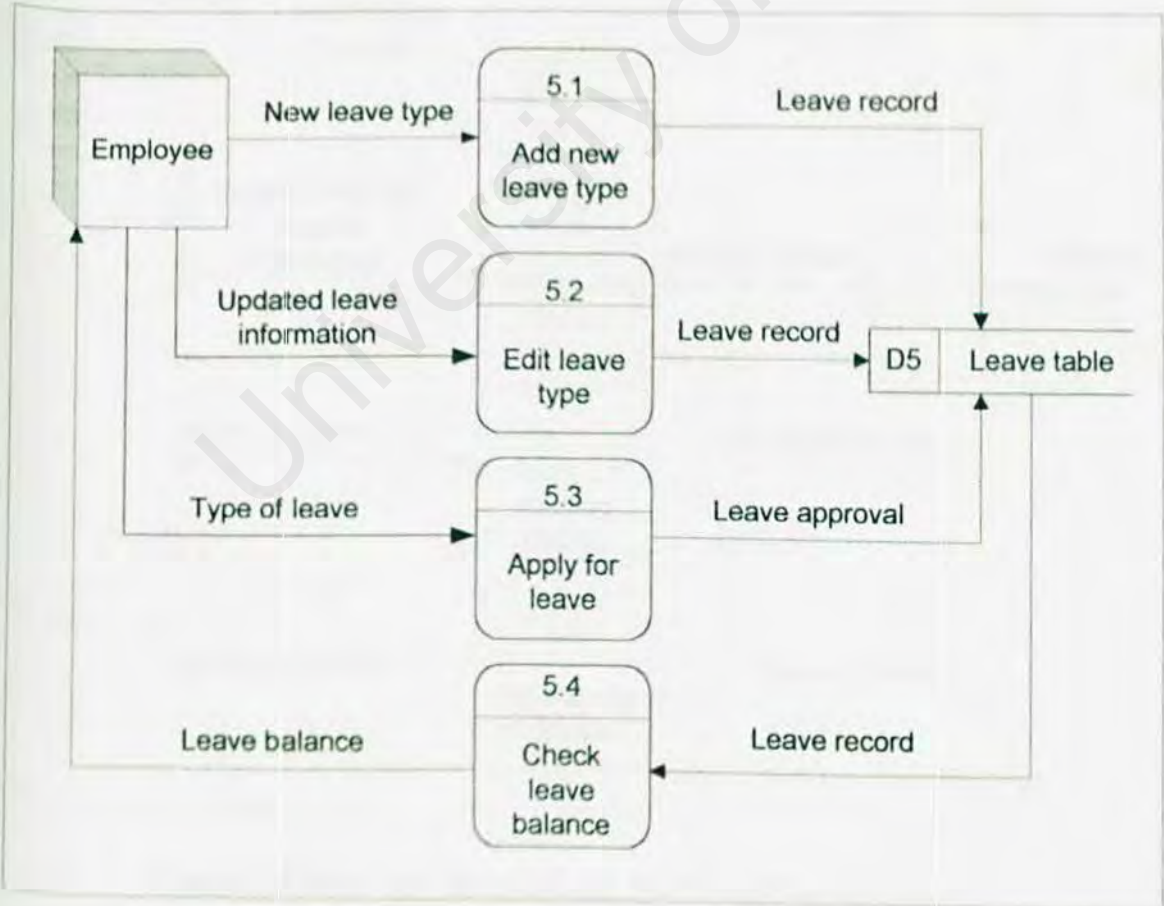 University of
Employee
New leave type
5.1
Add new
leave type
Leave record
Updated leave
information
5.2
Edit leave
type
Leave record
D5
Leave table
Type of leave
5.3
Apply for
leave
Leave approval
5.4
Check
leave
balance
Leave balance
Leave record